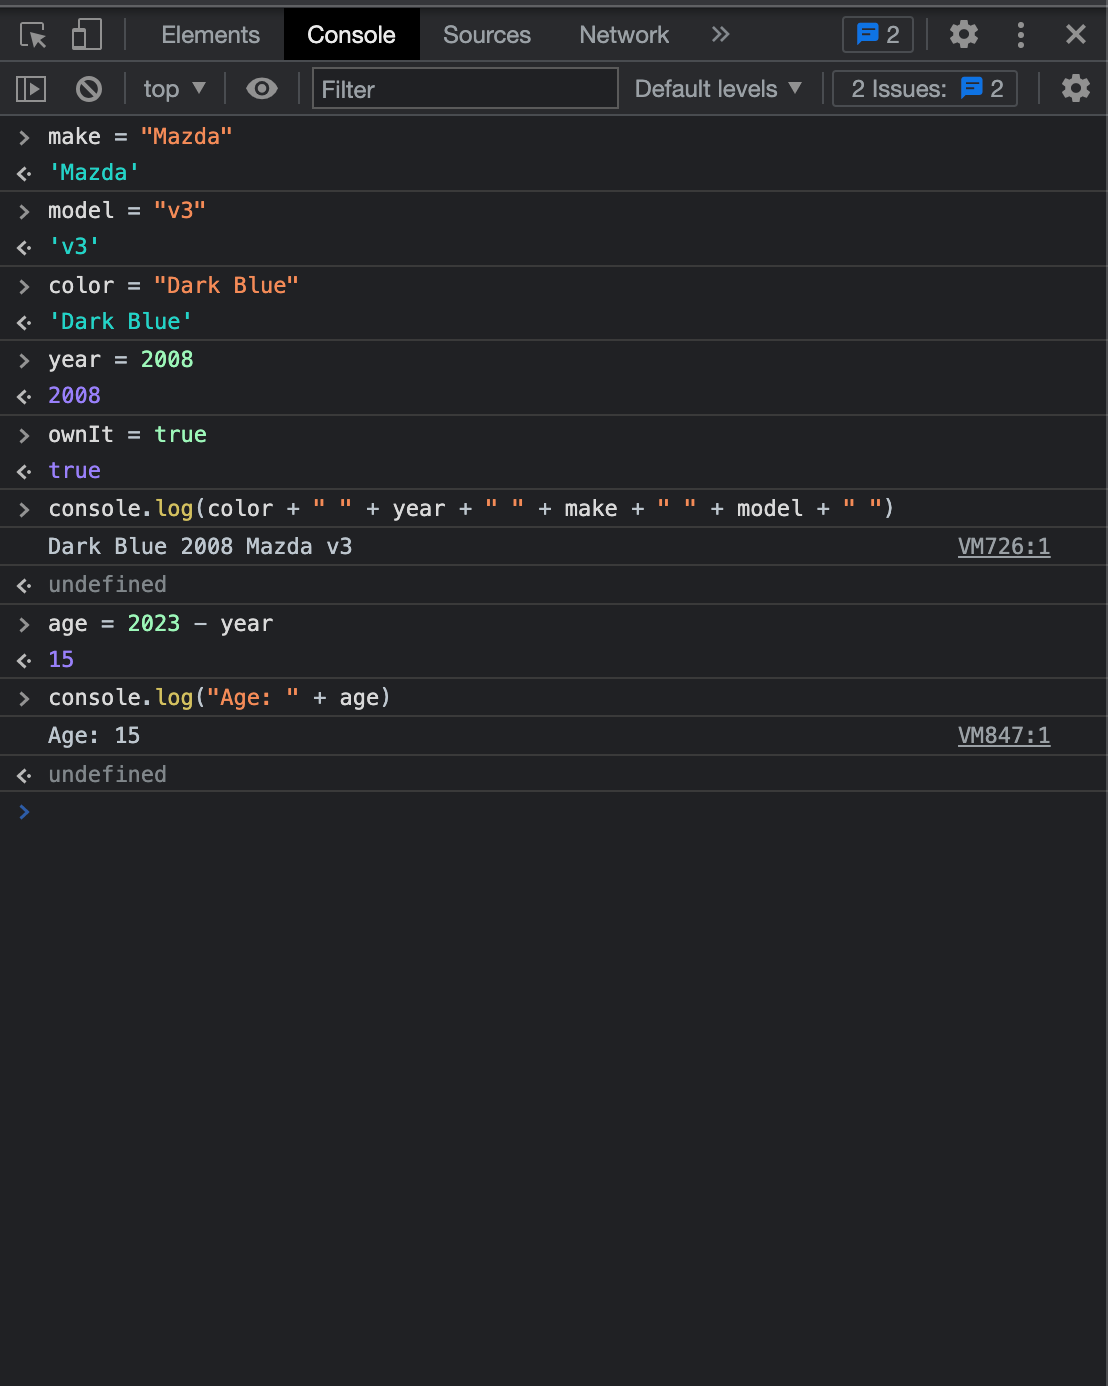 Elements Console Sources Network 2
top Filter Default levels 2 Issues: 2
make = "Mazda"
'Mazda'
model = "v3"
'v3'
color = "Dark Blue"
'Dark Blue'
year = 2008
2008
ownIt = true
true
console.log(color + " " + year + " " + make + " " + model + " ")
Dark Blue 2008 Mazda v3 VM726:1
undefined
age = 2023 - year
15
console.log("Age: " + age)
Age: 15 VM847:1
undefined